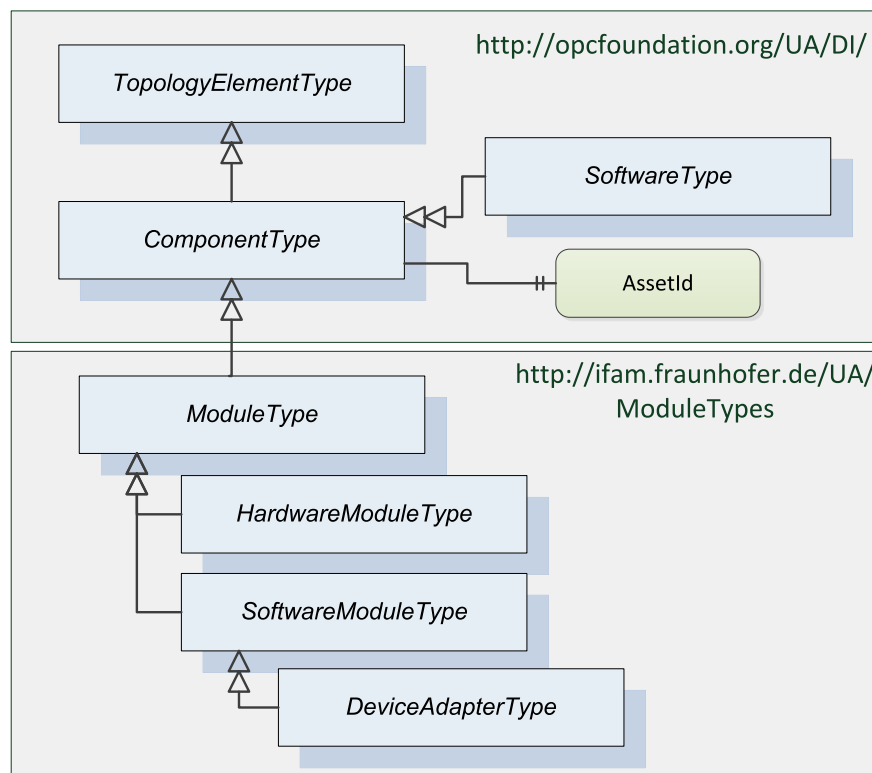 http://opcfoundation.org/UA/DI/
TopologyElementType
SoftwareType
ComponentType
AssetId
http://ifam.fraunhofer.de/UA/
ModuleTypes
ModuleType
HardwareModuleType
SoftwareModuleType
DeviceAdapterType